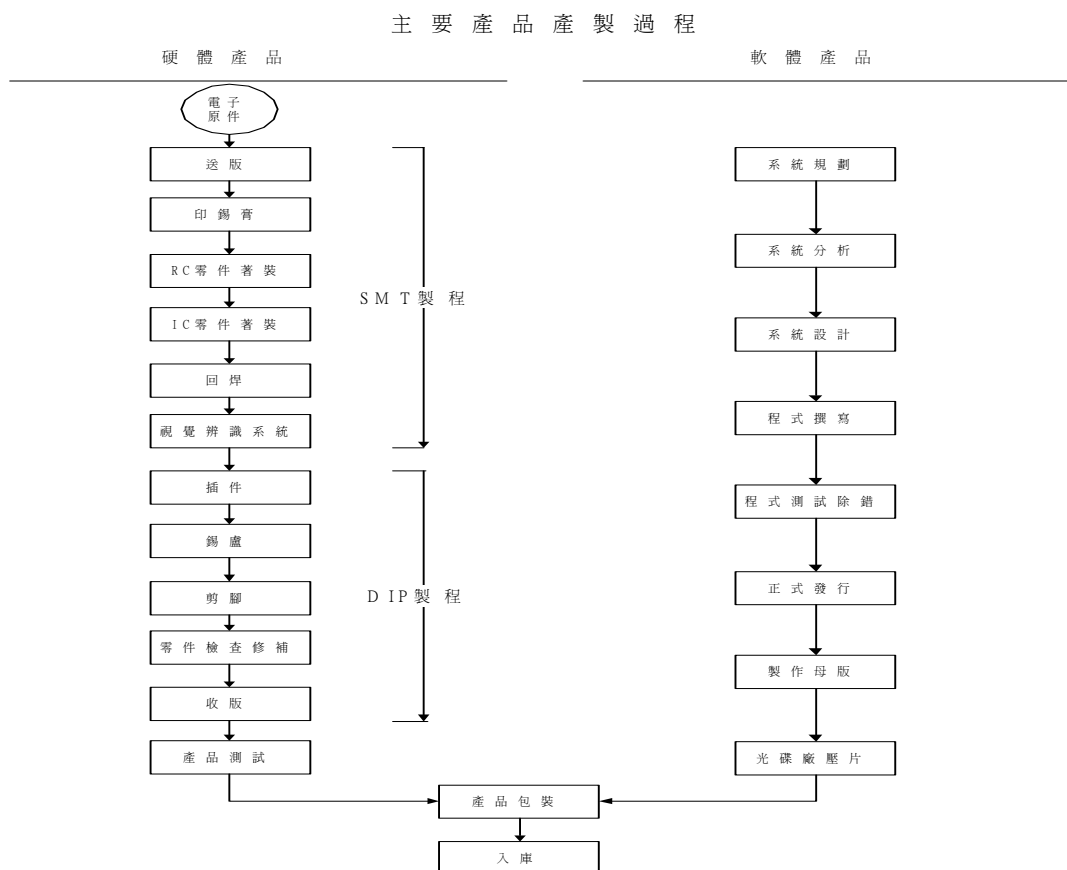 主要產品產製過程
硬體產品
電子
原件
送版
印錫膏
RC零件著裝
IC零件著裝
回焊
視覺辨識系統
插件
錫盧
剪腳
零件檢查修補
收版
產品測試
SMT製程
DIP製程
軟體產品
系統規劃
系統分析
系統設計
程式撰寫
程式測試除錯
正式發行
製作母版
光碟廠壓片
產品包裝
入庫